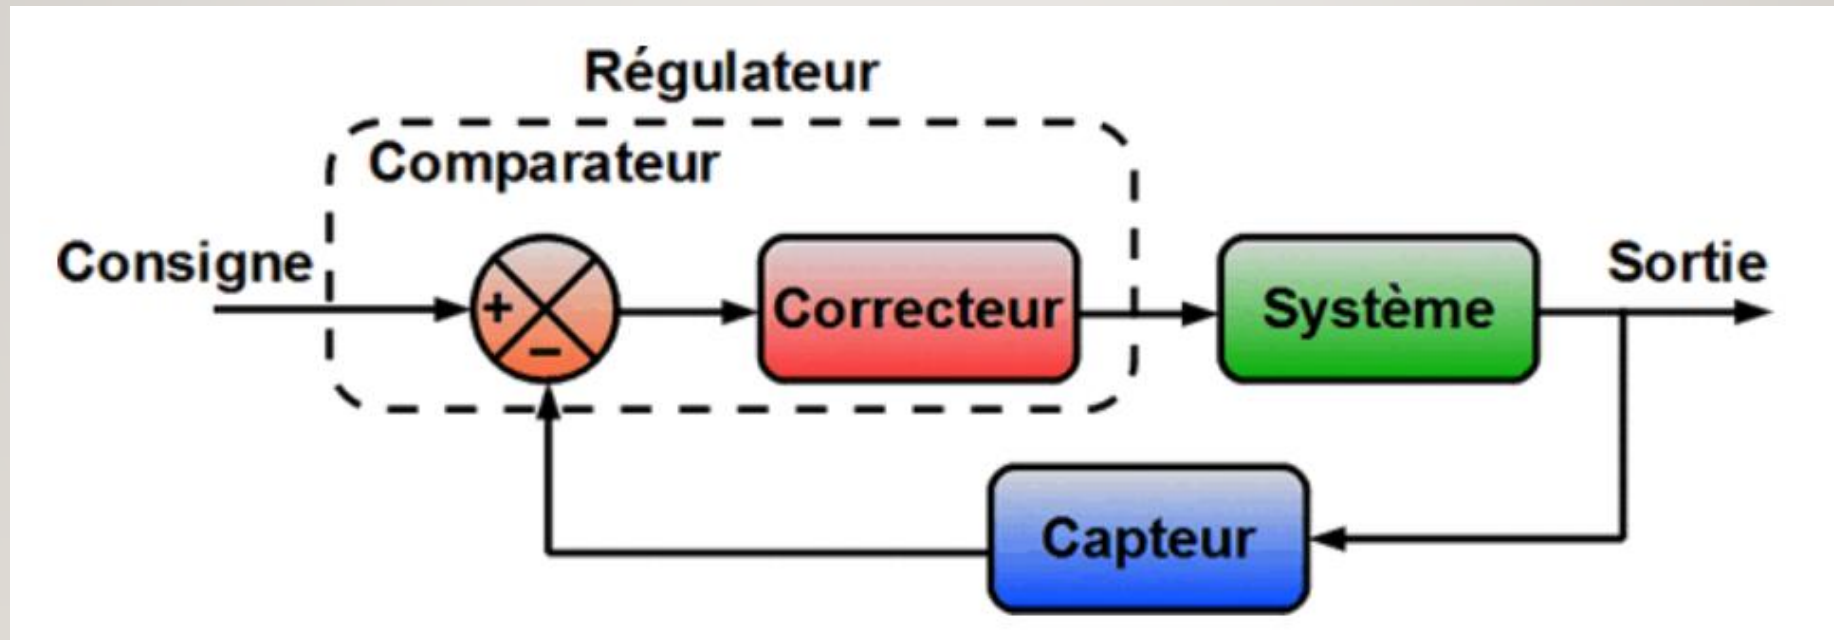 Régulateur
Comparateur
Consigne
+
−
Correcteur
Système
Sortie
Capteur